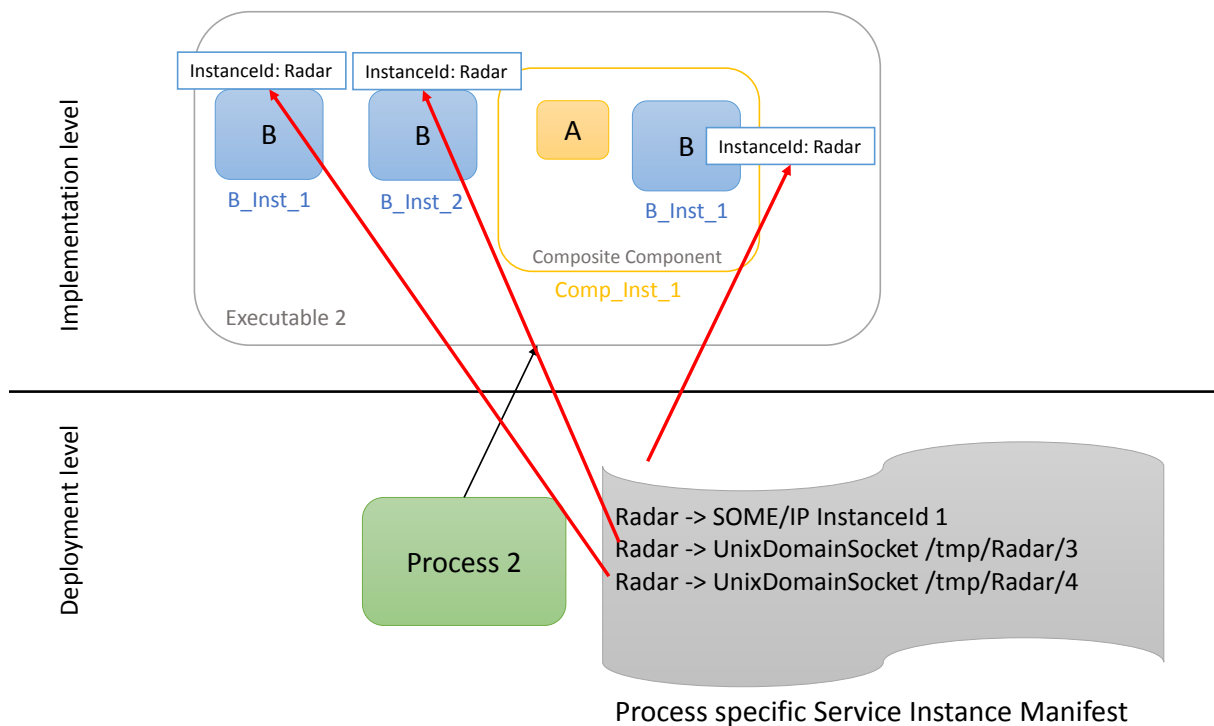 Implementation level
InstanceId: Radar
InstanceId: Radar
B
B
A
B
InstanceId: Radar
B_Inst_1
B_Inst_2
B_Inst_1
Composite Component
Comp_Inst_1
Executable 2
Deployment level
Process 2
Radar -> SOME/IP InstanceId 1
Radar -> UnixDomainSocket /tmp/Radar/3
Radar -> UnixDomainSocket /tmp/Radar/4
Process specific Service Instance Manifest